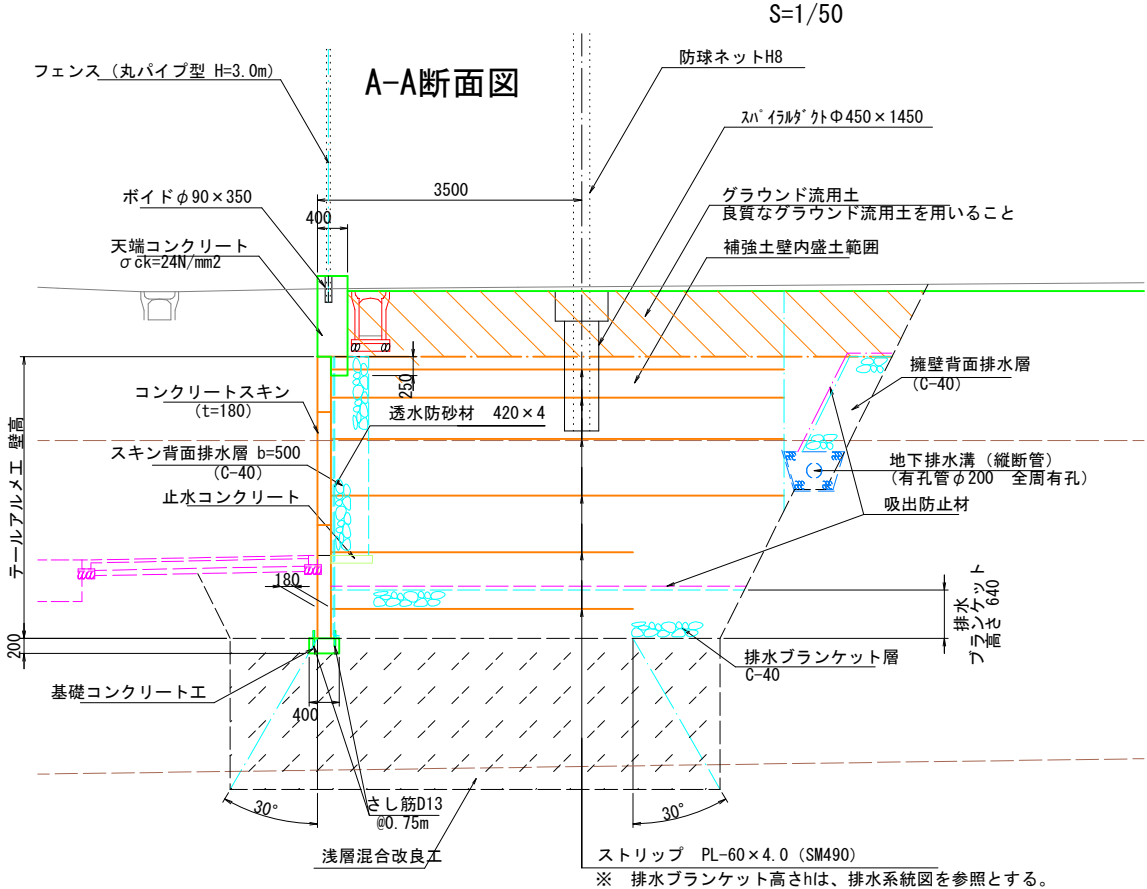 S=1/50
A-A断面図
フェンス（丸パイプ型 H=3.0m）
防球ネットH8
ｽﾊﾟｲﾗﾙﾀﾞｸﾄΦ450×1450
3500
ボイドφ90×350
400
グラウンド流用土
良質なグラウンド流用土を用いること
天端コンクリート
σck=24N/mm2
補強土壁内盛土範囲
250
擁壁背面排水層
(C-40)
コンクリートスキン
(t=180)
透水防砂材　420×4
テールアルメ工 壁高
スキン背面排水層 b=500
(C-40)
地下排水溝（縦断管）
(有孔管φ200　全周有孔)
止水コンクリート
吸出防止材
180
排水
ブランケット
高さ 640
200
排水ブランケット層
C-40
基礎コンクリート工
400
30°
さし筋D13
@0.75m
30°
浅層混合改良工
ストリップ　PL-60×4.0（SM490）
※　排水ブランケット高さhは、排水系統図を参照とする。